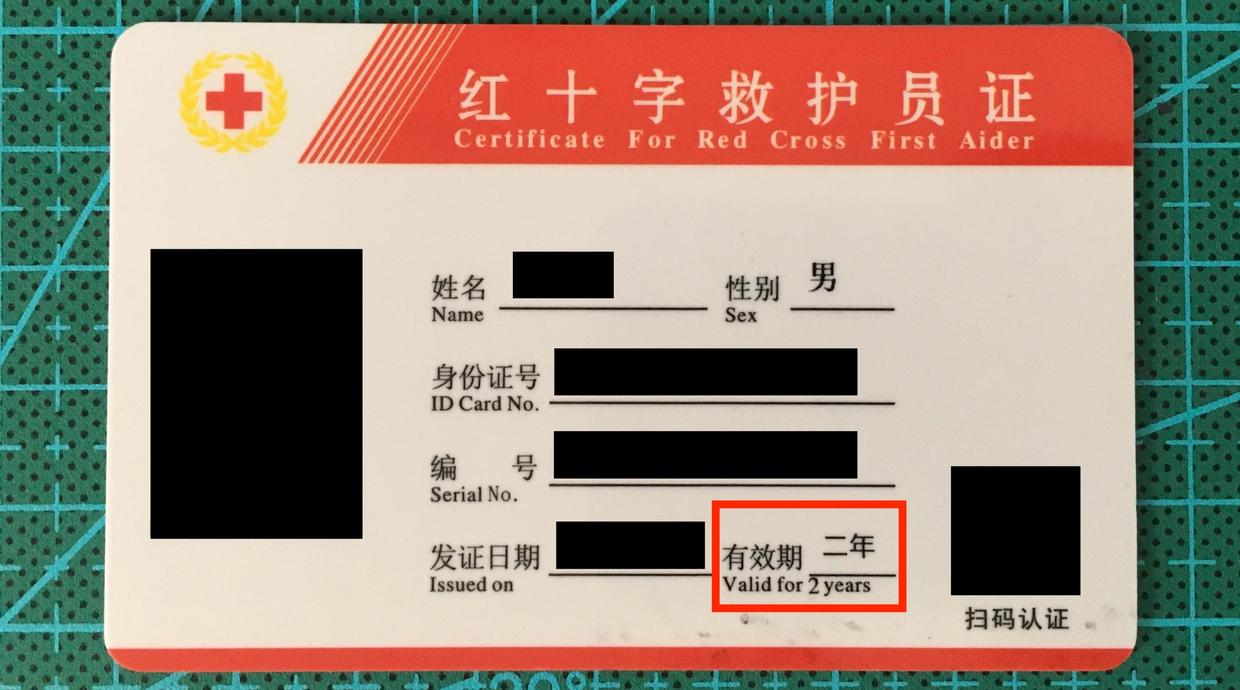 红十字救护员证
Certificate For Red Cross First Aider
姓名 性别 男
Name Sex
身份证号
ID Card No.
编 号
Serial No.
发证日期 有效期 二年
Issued on Valid for 2 years
扫码认证